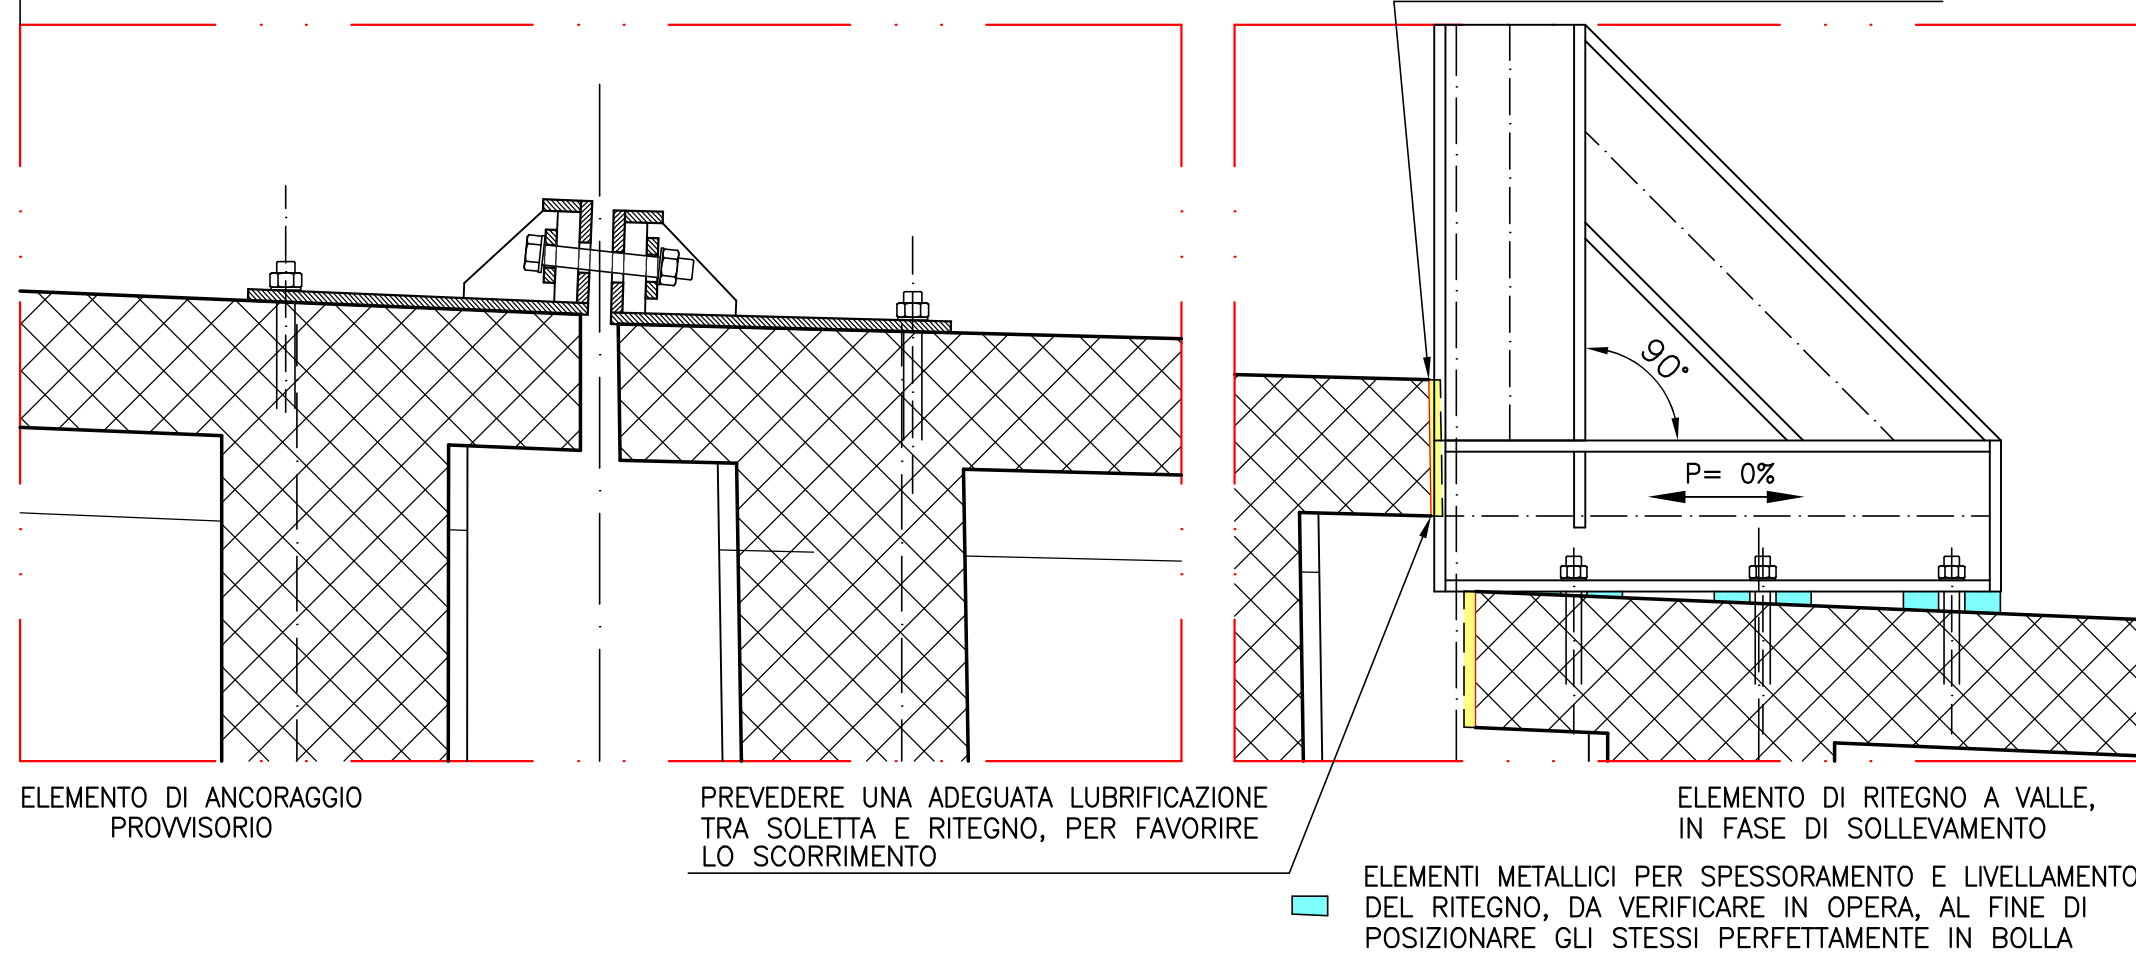 90°
P= 0%
ELEMENTO DI ANCORAGGIO
PROVVISORIO
PREVEDERE UNA ADEGUATA LUBRIFICAZIONE
TRA SOLETTA E RITEGNO, PER FAVORIRE
LO SCORRIMENTO
ELEMENTO DI RITEGNO A VALLE,
IN FASE DI SOLLEVAMENTO
ELEMENTI METALLICI PER SPESSORAMENTO E LIVELLAMENTO
DEL RITEGNO, DA VERIFICARE IN OPERA, AL FINE DI
POSIZIONARE GLI STESSI PERFETTAMENTE IN BOLLA